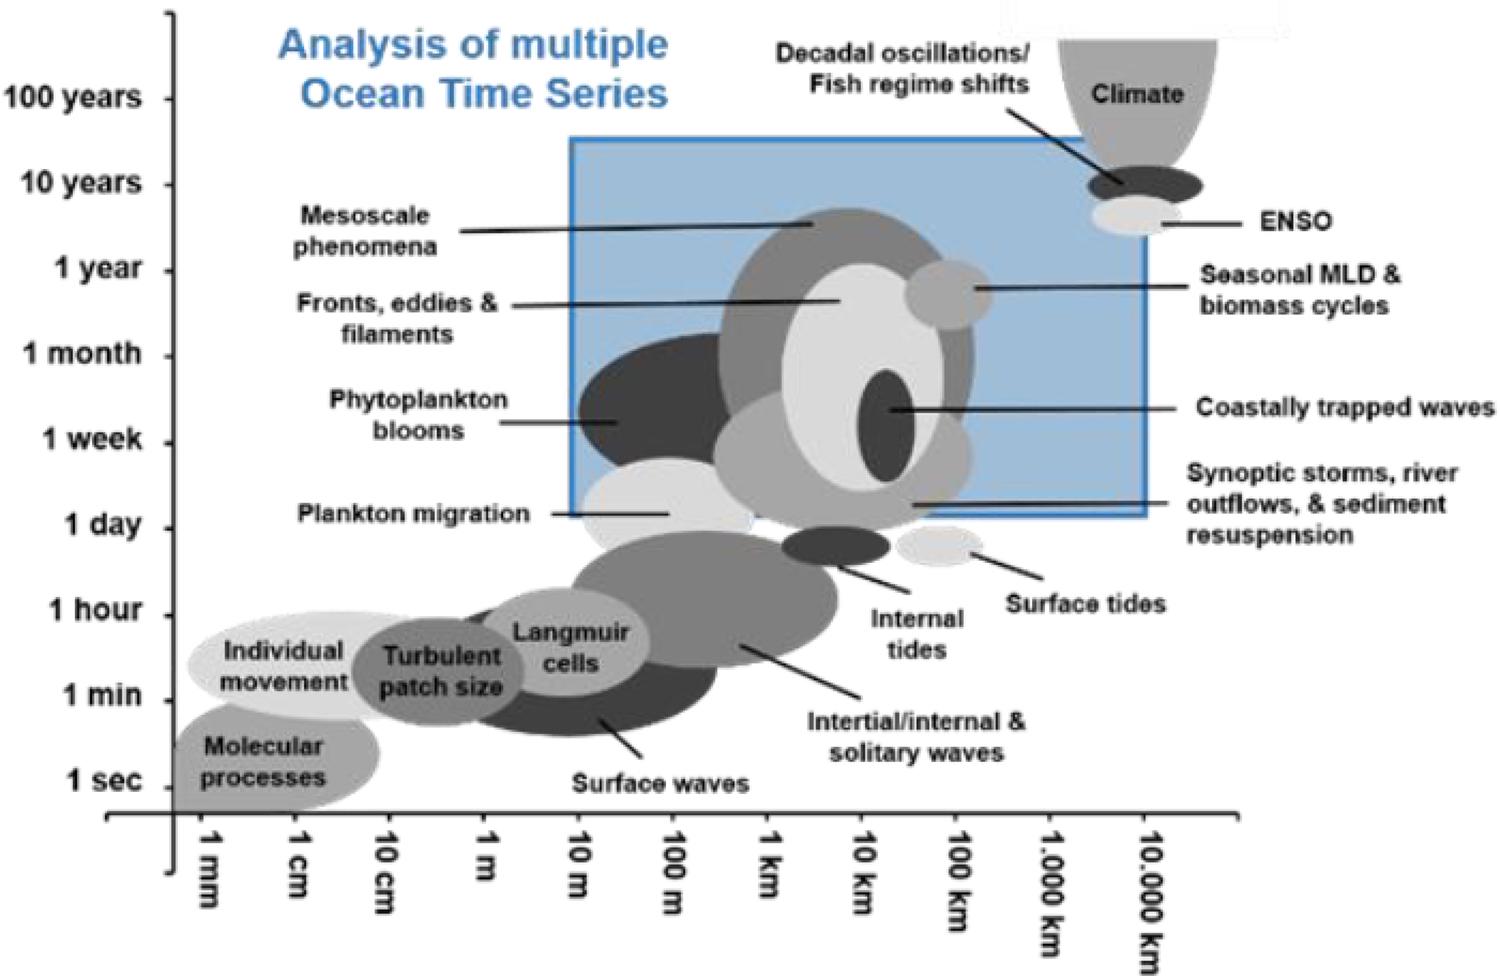 Analysis of multiple
Ocean Time Series
Decadal oscillations/
Fish regime shifts
Climate
100 years
10 years
1 year
1 month
1 week
1 day
1 hour
1 min
1 sec
Mesoscale
phenomena
ENSO
Seasonal MLD &
biomass cycles
Fronts, eddies &
filaments
Phytoplankton
blooms
Coastally trapped waves
Synoptic storms, river
outflows, & sediment
resuspension
Plankton migration
Surface tides
Internal
tides
Langmuir
cells
Individual
movement
Turbulent
patch size
Intertial/internal &
solitary waves
Molecular
processes
Surface waves
1 mm
1 cm
10 cm
1 m
10 m
100 m
1 km
10 km
100 km
1.000 km
10.000 km